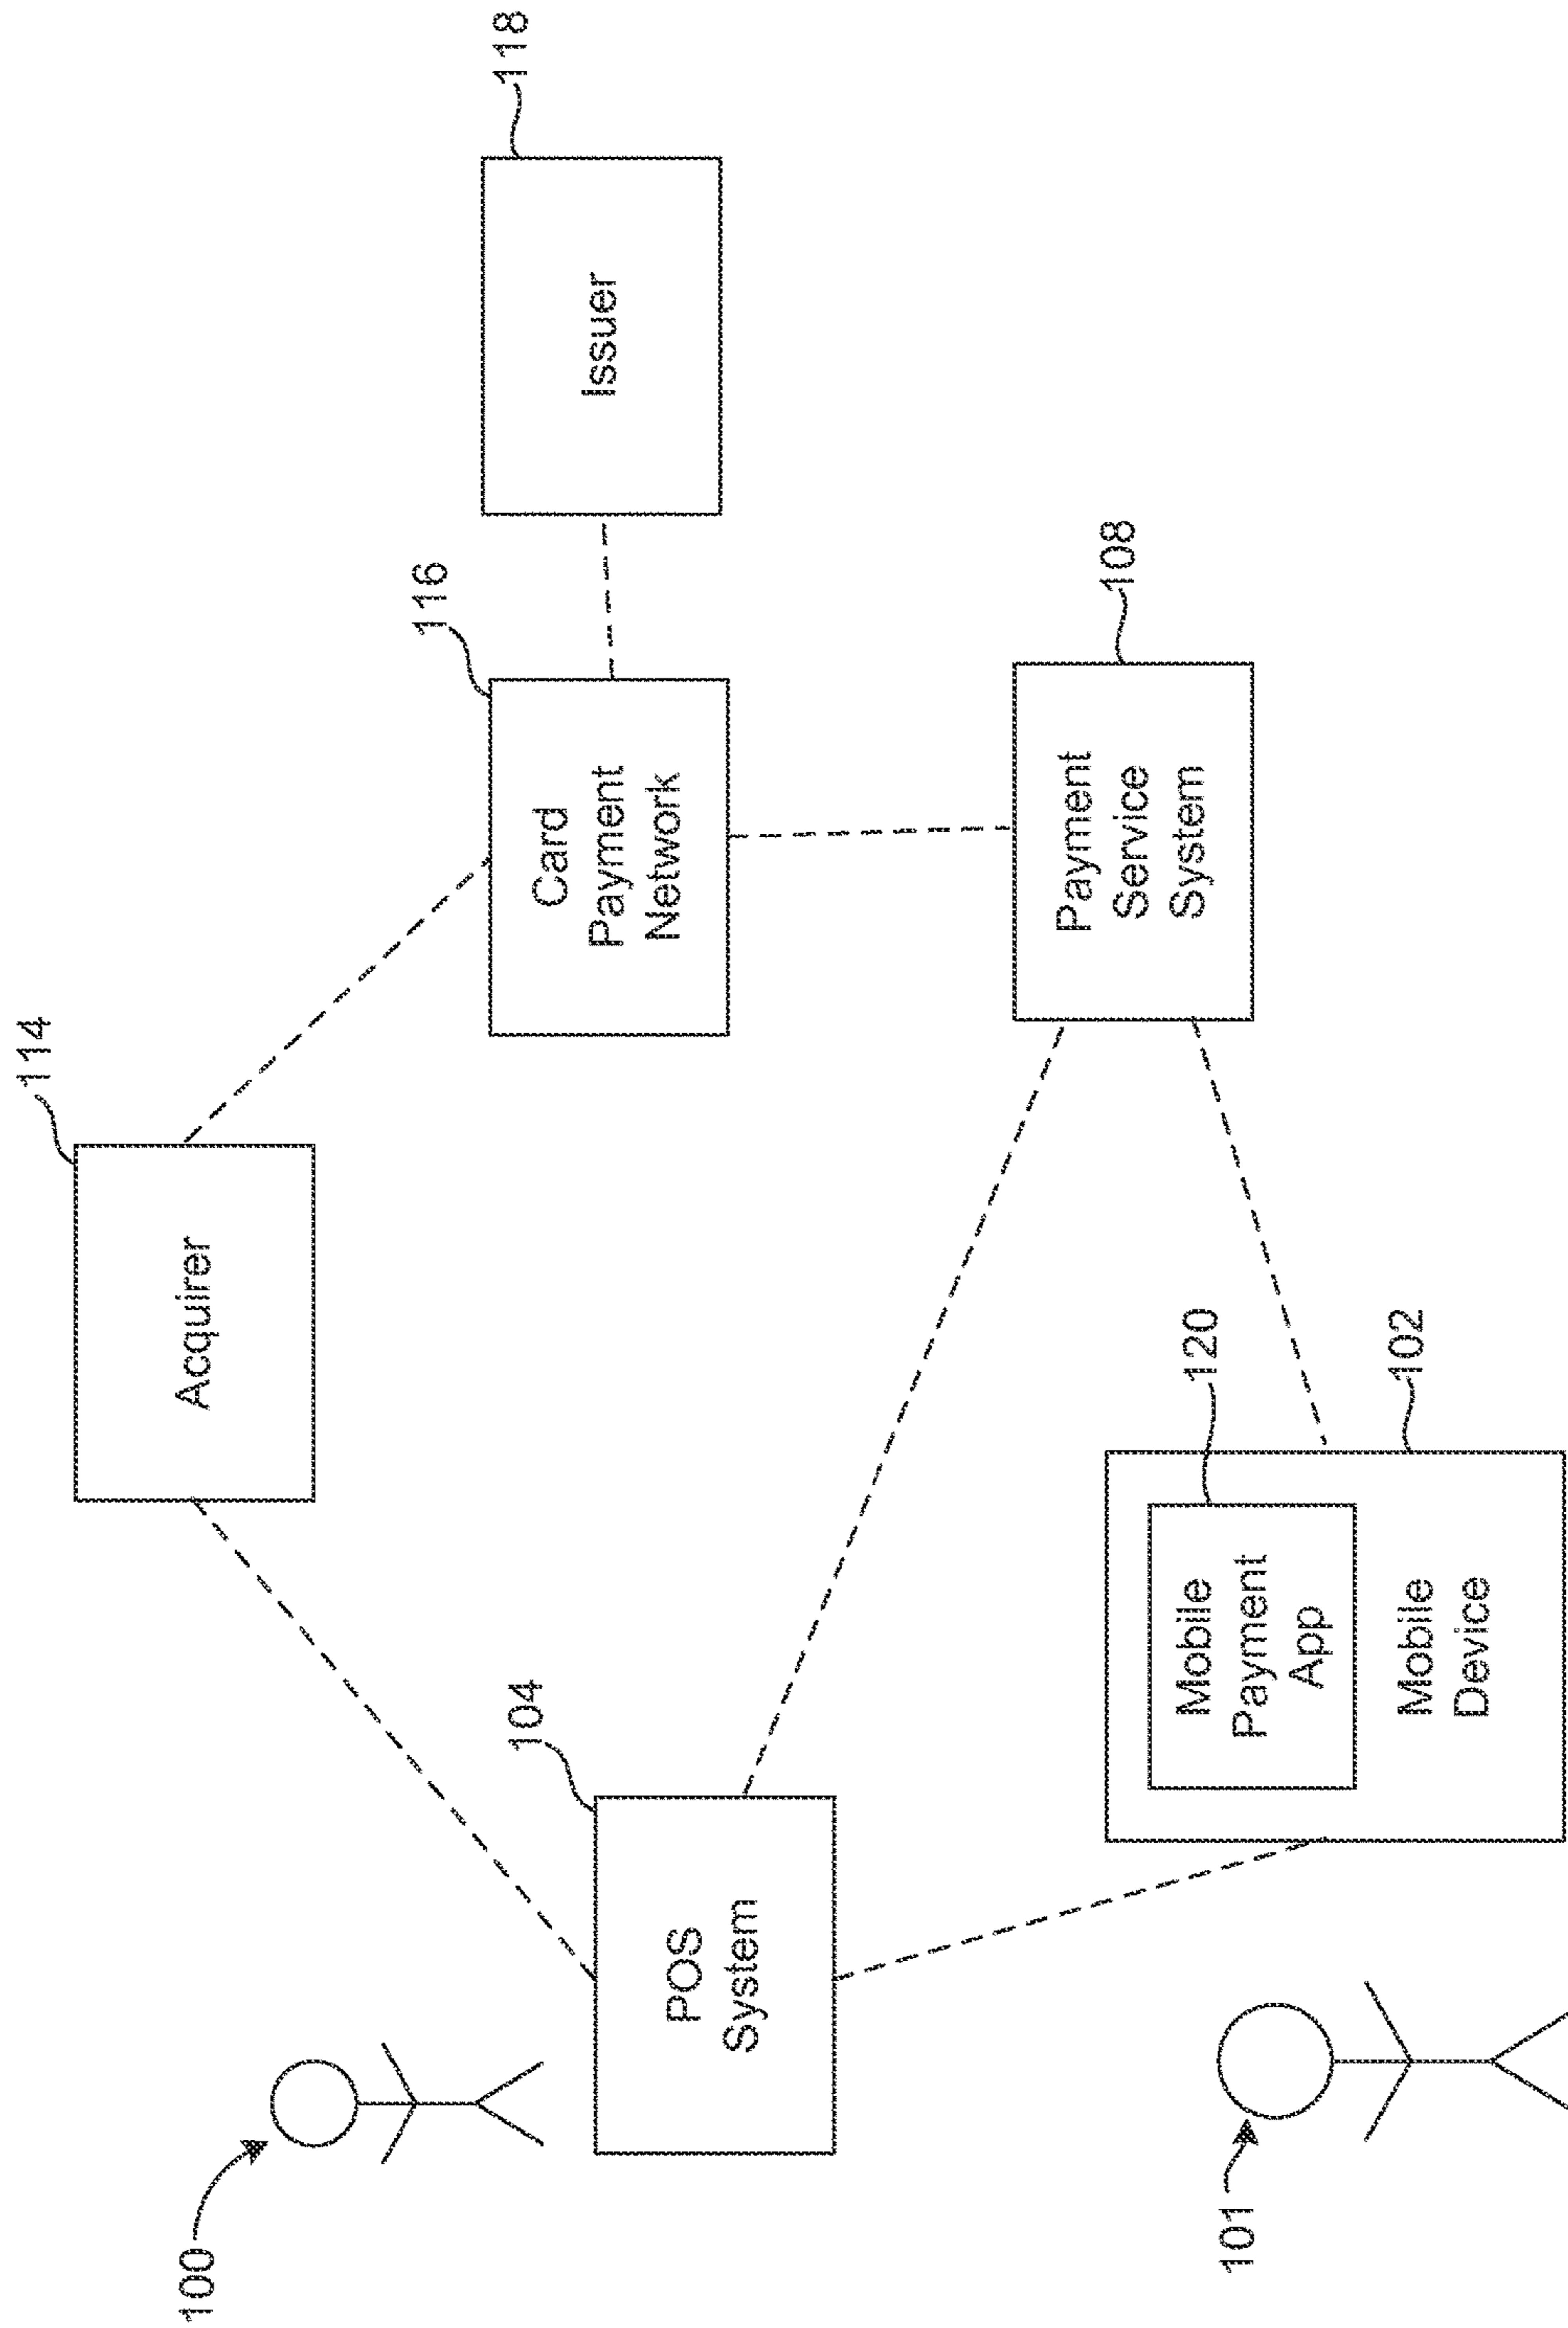 114
Acquirer
116
Card
Payment
Network
118
Issuer
100
104
POS
System
108
Payment
Service
System
120
Mobile
Payment
App
102
Mobile
Device
101